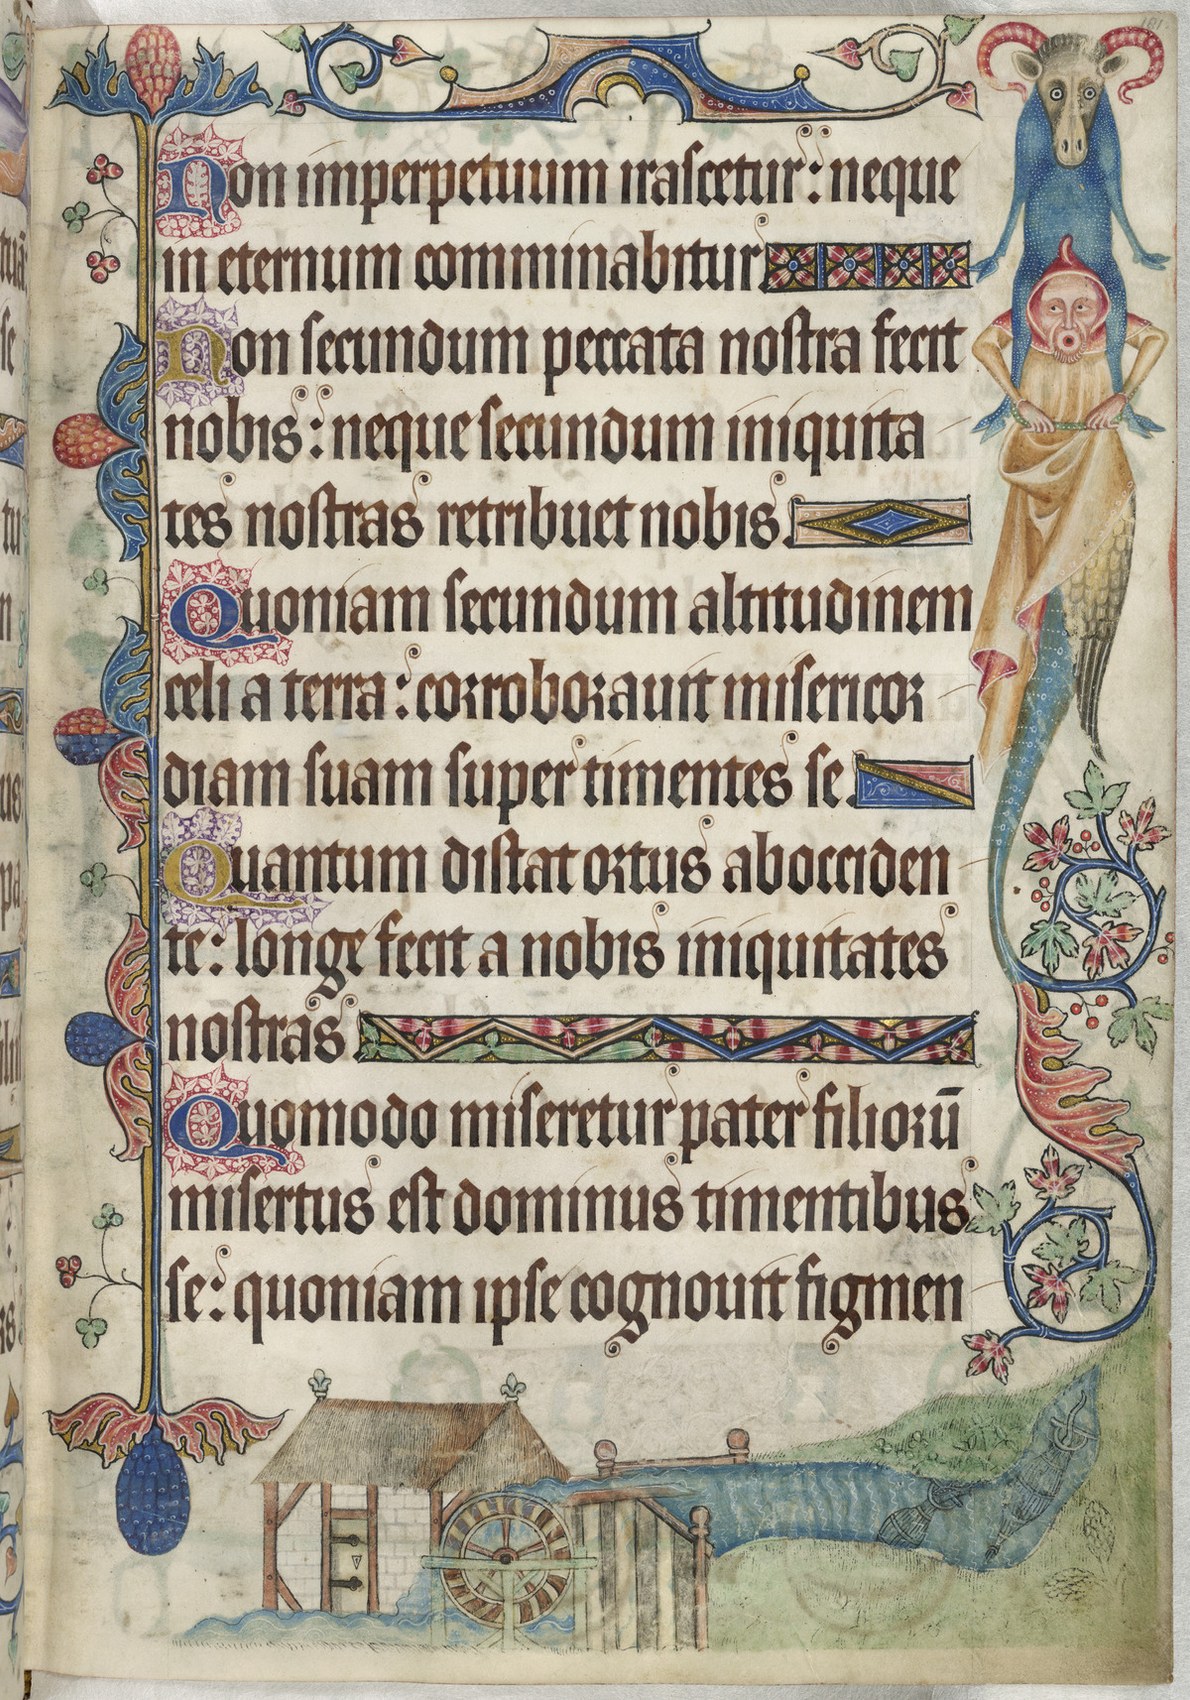 Non imperpetuum irascetur: neque
in eternum comminabitur.
Non secundum peccata nostra fecit
nobis: neque secundum iniquita
tes nostras retribuet nobis.
Quoniam secundum altitudinem
celi a terra: corroborauit misericor
diam suam super timentes se.
Quantum distat ortus ab occiden
te: longe fecit a nobis iniquitates
nostras
Quomodo miseretur pater filiorū
misertus est dominus timentibus
se: quoniam ipse cognouit figmen